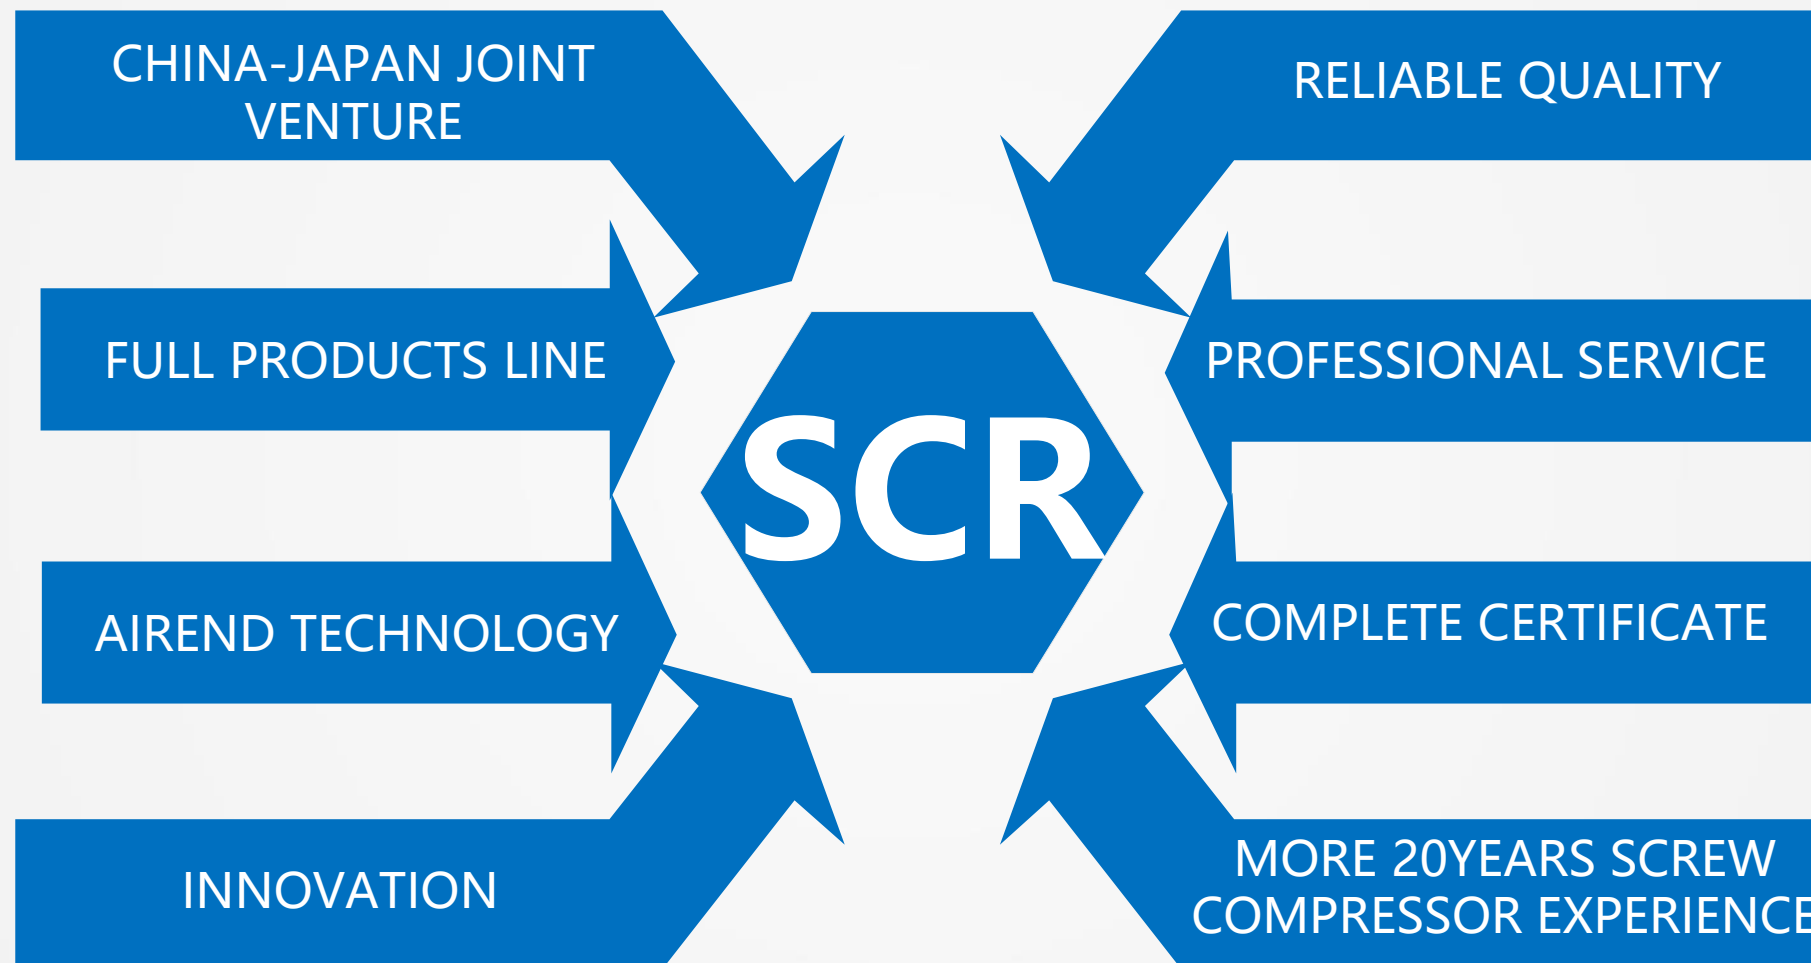 CHINA-JAPAN JOINT
VENTURE
FULL PRODUCTS LINE
AIREND TECHNOLOGY
INNOVATION
SCR
RELIABLE QUALITY
PROFESSIONAL SERVICE
COMPLETE CERTIFICATE
MORE 20YEARS SCREW
COMPRESSOR EXPERIENCE